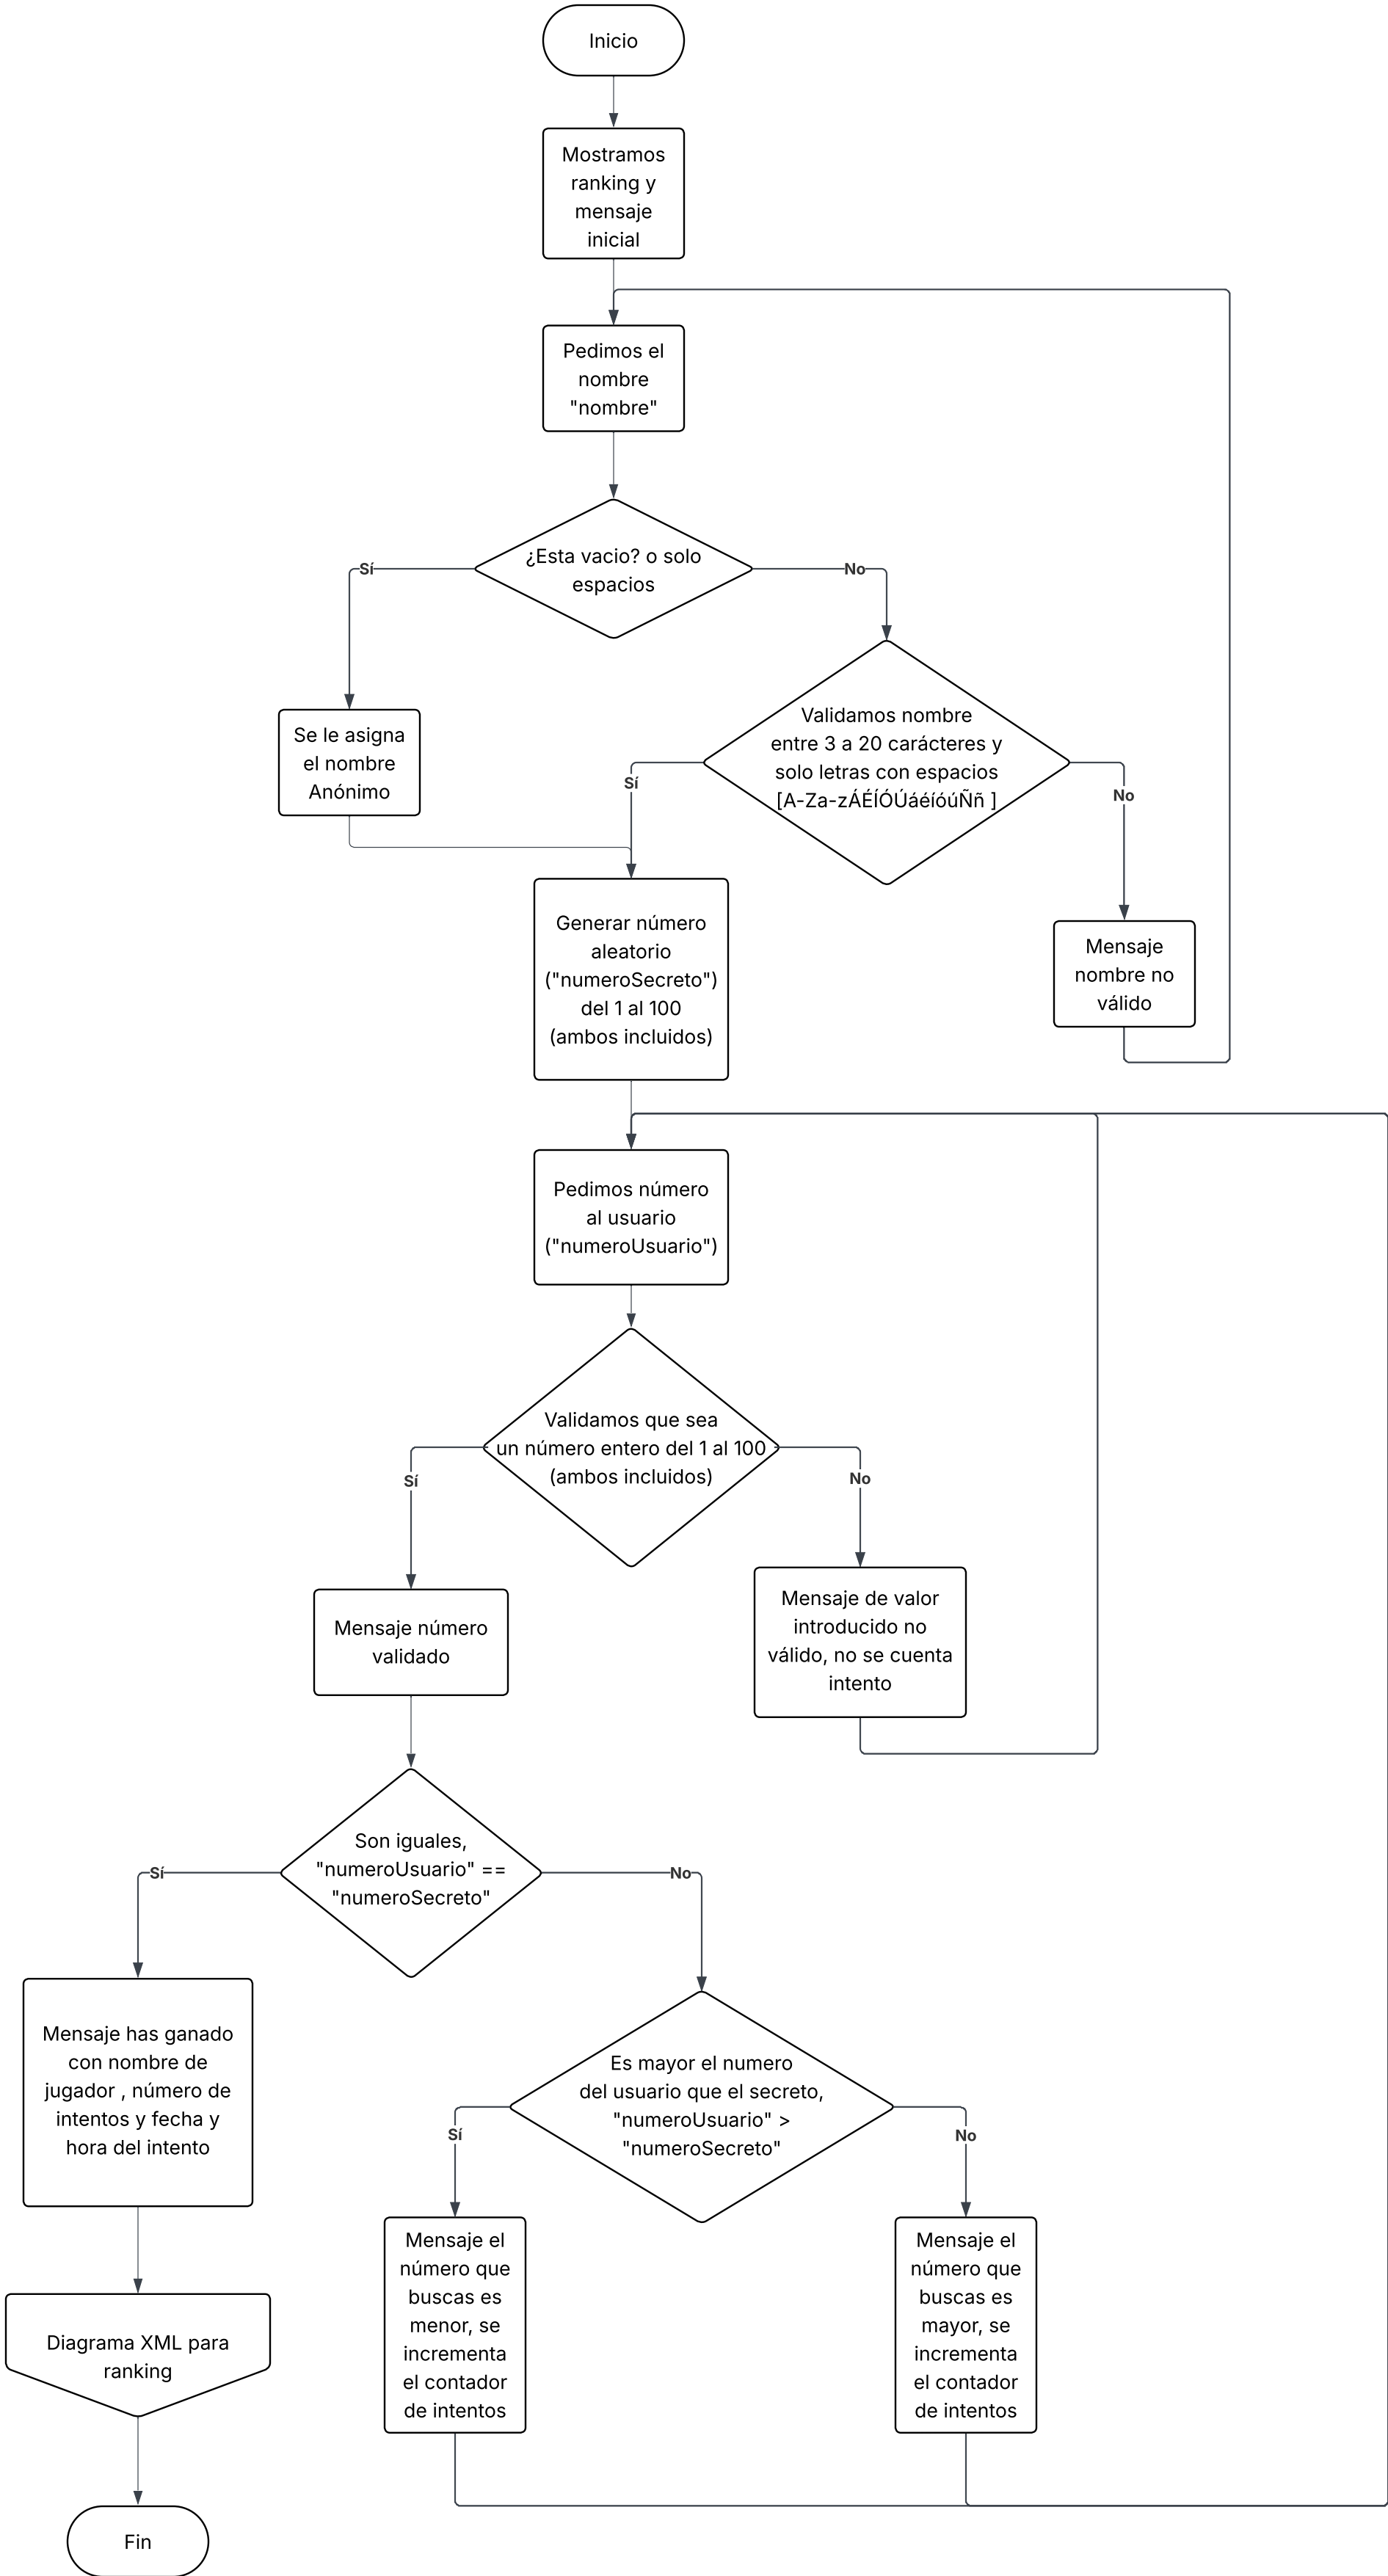 Inicio
Mostramos
ranking y
mensaje
inicial
Pedimos el
nombre
"nombre"
¿Esta vacio? o solo
espacios
Sí
No
Validamos nombre
entre 3 a 20 carácteres y
solo letras con espacios
[A-Za-zÁÉÍÓÚáéíóúÑñ ]
Se le asigna
el nombre
Anónimo
Sí
No
Generar número
aleatorio
("numeroSecreto")
del 1 al 100
(ambos incluidos)
Mensaje
nombre no
válido
Pedimos número
al usuario
("numeroUsuario")
Validamos que sea
un número entero del 1 al 100
(ambos incluidos)
Sí
No
Mensaje número
validado
Mensaje de valor
introducido no
válido, no se cuenta
intento
Son iguales,
"numeroUsuario" ==
"numeroSecreto"
Sí
No
Mensaje has ganado
con nombre de
jugador , número de
intentos y fecha y
hora del intento
Es mayor el numero
del usuario que el secreto,
"numeroUsuario" >
"numeroSecreto"
Sí
No
Mensaje el
número que
buscas es
menor, se
incrementa
el contador
de intentos
Mensaje el
número que
buscas es
mayor, se
incrementa
el contador
de intentos
Diagrama XML para
ranking
Fin